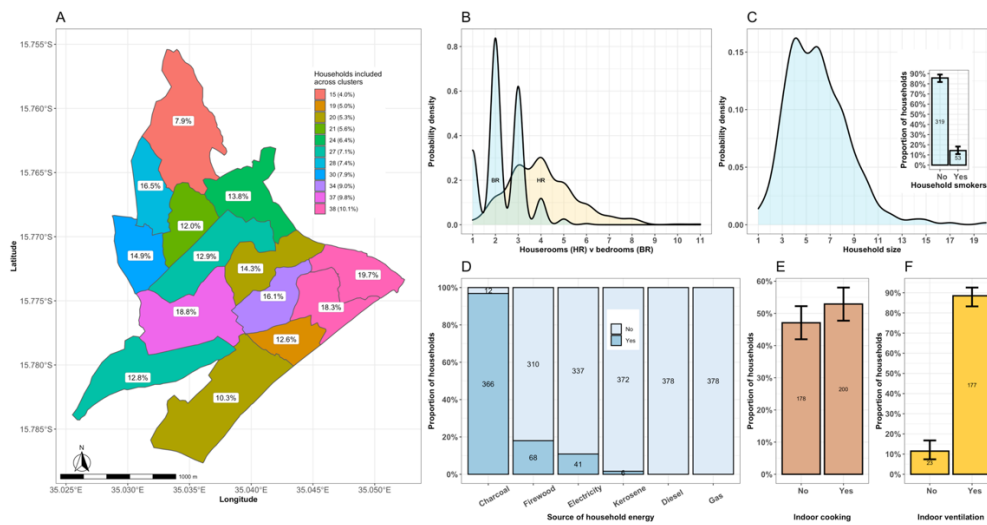 A
15.755°S
15.760°S
15.765°S
15.770°S
15.775°S
15.780°S
15.785°S
Latitude
35.025°E
35.030°E
35.035°E
35.040°E
35.045°E
35.050°E
Longitude
N
1000 m
Households included
across clusters
15 (4.0%)
19 (5.0%)
20 (5.3%)
21 (5.6%)
24 (6.4%)
27 (7.1%)
28 (7.4%)
30 (7.9%)
34 (9.0%)
37 (9.8%)
38 (10.1%)
7.9%
16.5%
13.8%
12.0%
14.9%
12.9%
14.3%
19.7%
16.1%
18.3%
18.8%
12.6%
12.8%
10.3%
B
Probability density
0.8
0.6
0.4
0.2
0.0
BR
HR
1 2 3 4 5 6 7 8 9 10 11
Houserooms (HR) v bedrooms (BR)
C
Probability density
0.15
0.10
0.05
0.00
1 3 5 7 9 11 13 15 17 19
Household size
Proportion of households
90%
80%
70%
60%
50%
40%
30%
20%
10%
0%
319
53
No Yes
Household smokers
D
Proportion of households
100%
80%
60%
40%
20%
0%
12
366
310
68
337
41
372
6
378
378
No
Yes
Charcoal
Firewood
Electricity
Kerosene
Diesel
Gas
Source of household energy
E
Proportion of households
60%
50%
40%
30%
20%
10%
0%
178
200
No Yes
Indoor cooking
F
Proportion of households
90%
80%
70%
60%
50%
40%
30%
20%
10%
0%
23
177
No Yes
Indoor ventilation